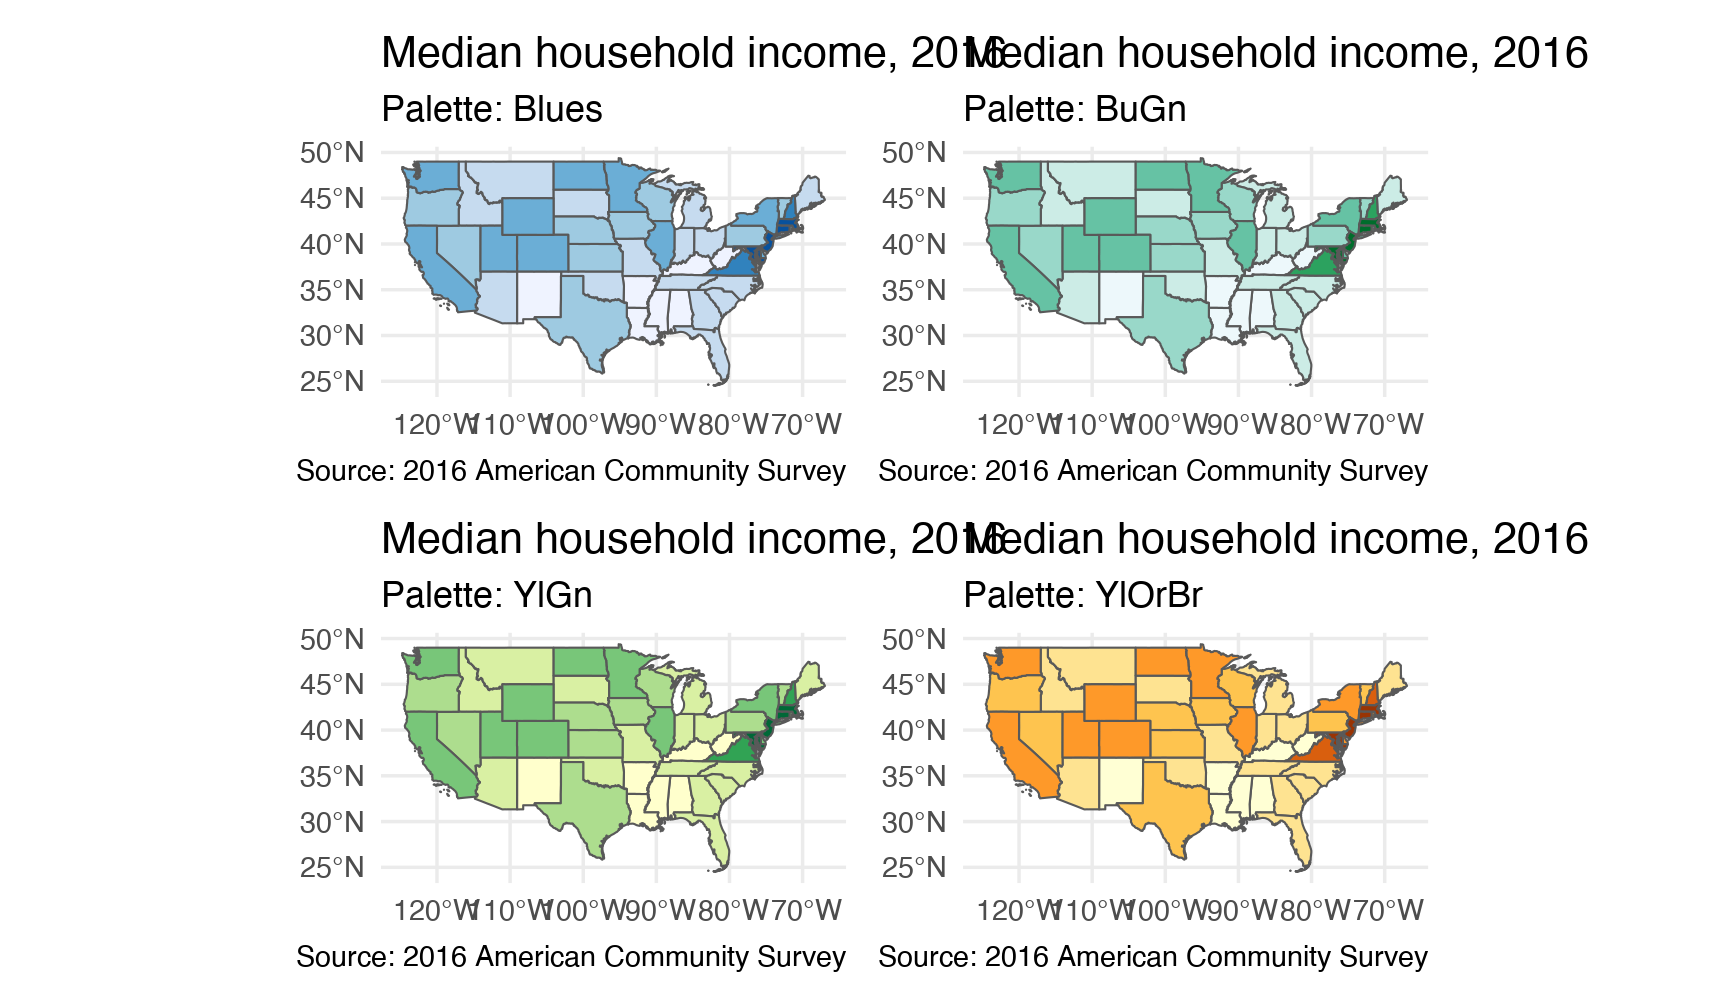 Median household income, 2016
Palette: Blues
50°N
45°N
40°N
35°N
30°N
25°N
120°W 110°W 100°W 90°W 80°W 70°W
Source: 2016 American Community Survey
Median household income, 2016
Palette: BuGn
50°N
45°N
40°N
35°N
30°N
25°N
120°W 110°W 100°W 90°W 80°W 70°W
Source: 2016 American Community Survey
Median household income, 2016
Palette: YlGn
50°N
45°N
40°N
35°N
30°N
25°N
120°W 110°W 100°W 90°W 80°W 70°W
Source: 2016 American Community Survey
Median household income, 2016
Palette: YlOrBr
50°N
45°N
40°N
35°N
30°N
25°N
120°W 110°W 100°W 90°W 80°W 70°W
Source: 2016 American Community Survey